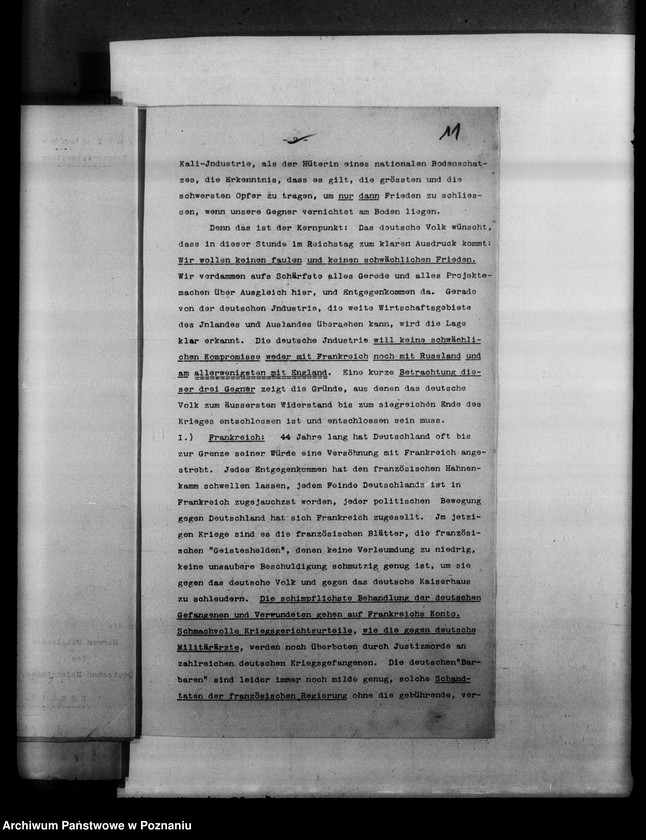 11
Kali-Jndustrie, als der Hüterin eines nationalen Bodenschat-
zes, die Erkenntnis, dass es gilt, die grössten und die
schwersten Opfer zu tragen, um nur dann Frieden zu schlies-
sen, wenn unsere Gegner vernichtet am Boden liegen.
Denn das ist der Kernpunkt: Das deutsche Volk wünscht,
dass in dieser Stunde im Reichstag zum klaren Ausdruck kommt:
Wir wollen keinen faulen und keinen schwächlichen Frieden.
Wir verdammen aufs Schärfste alles Gerede und alles Projekte-
machen über Ausgleich hier, und Entgegenkommen da. Gerade
von der deutschen Jndustrie, die weite Wirtschaftsgebiete
des Jnlandes und Auslandes übersehen kann, wird die Lage
klar erkannt. Die deutsche Jndustrie will keine schwächli-
chen Kompromisse weder mit Frankreich noch mit Russland und
am allerwenigsten mit England. Eine kurze Betrachtung die-
ser drei Gegner zeigt die Gründe, aus denen das deutsche
Volk zum äussersten Widerstand bis zum siegreichen Ende des
Krieges entschlossen ist und entschlossen sein muss.
I.) Frankreich: 44 Jahre lang hat Deutschland oft bis
zur Grenze seiner Würde eine Versöhnung mit Frankreich ange-
strebt. Jedes Entgegenkommen hat den französischen Hahnen-
kamm schwellen lassen, jedem Feinde Deutschlands ist in
Frankreich zugejauchzt worden, jeder politischen Bewegung
gegen Deutschland hat sich Frankreich zugesellt. Jm jetzi-
gen Kriege sind es die französischen Blätter, die französi-
schen "Geisteshelden", denen keine Verleumdung zu niedrig,
keine unsaubere Beschuldigung schmutzig genug ist, um sie
gegen das deutsche Volk und gegen das deutsche Kaiserhaus
zu schleudern. Die schimpflichste Behandlung der deutschen
Gefangenen und Verwundeten gehen auf Frankreichs Konto.
Schmachvolle Kriegsgerichtsurteile, wie die gegen deutsche
Militärärzte, werden noch überboten durch Justizmorde an
zahlreichen deutschen Kriegsgefangenen. Die deutschen"Bar-
baren" sind leider immer noch milde genug, solche Schand-
taten der französischen Regierung ohne die gebührende, ver-
Archiwum Państwowe w Poznaniu